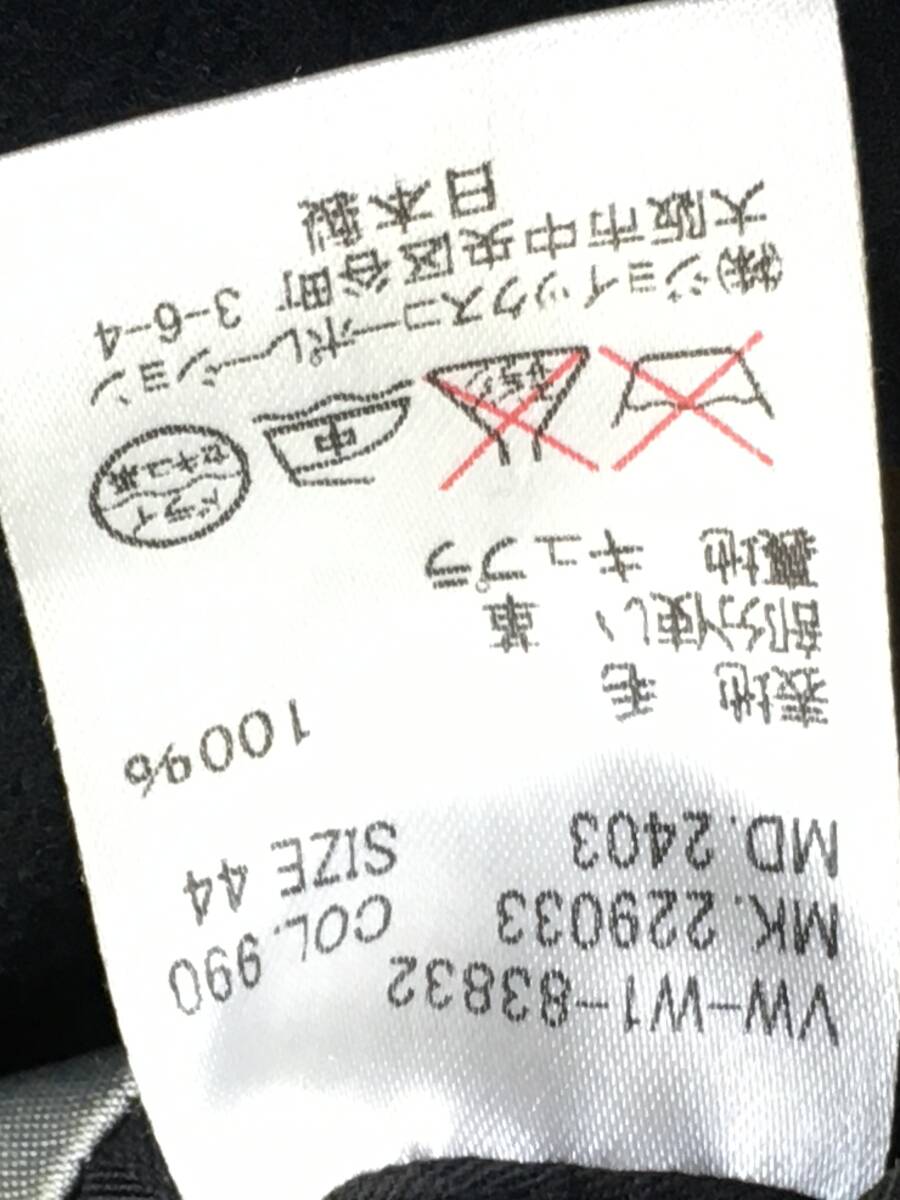 VW-W1-83832
MK. 229033 COL. 990
MD. 2403 SIZE 44
表地 毛 100%
部分使い 革
裏地 キュプラ
中
ドライ
セキユ系
㈱ジョイックスコーポレーション
大阪市中央区谷町 3-6-4
日本製